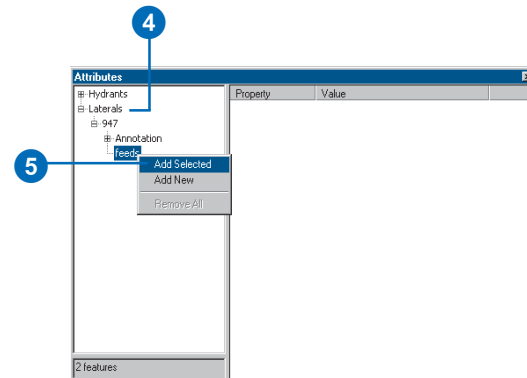 4
Attributes
Hydrants
Property Value
Laterals
947
Annotation
feeds
5
Add Selected
Add New
Remove All
2 features